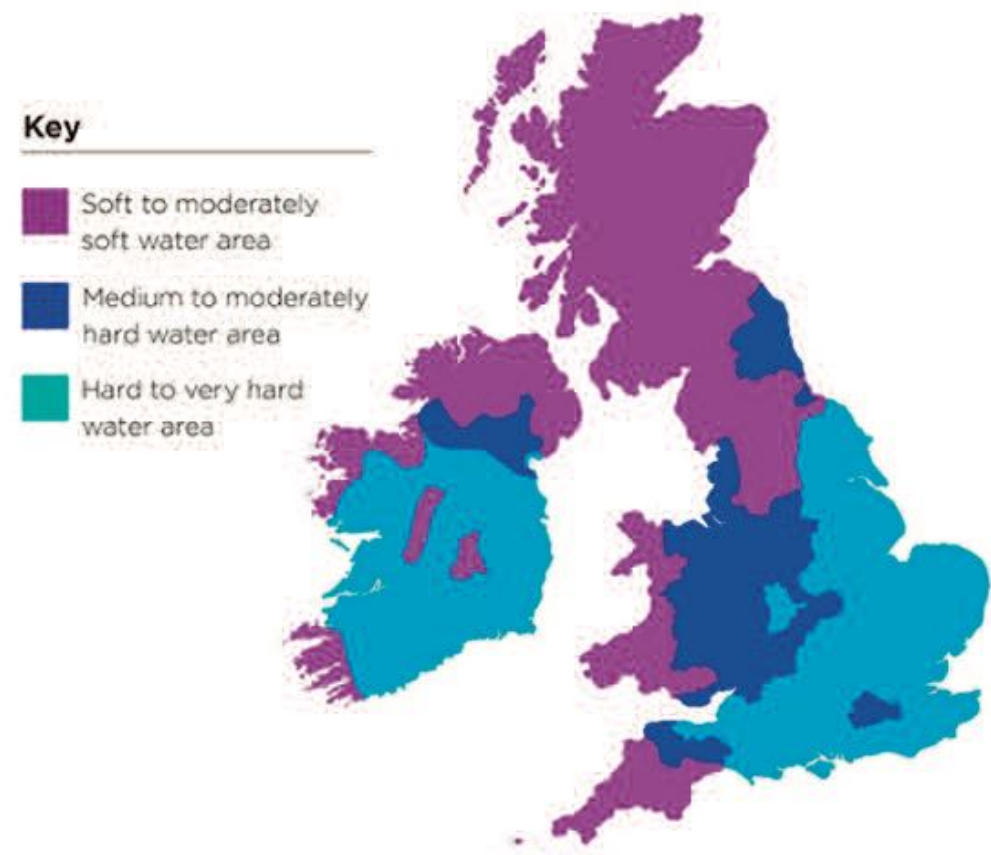 Key
Soft to moderately
soft water area
Medium to moderately
hard water area
Hard to very hard
water area